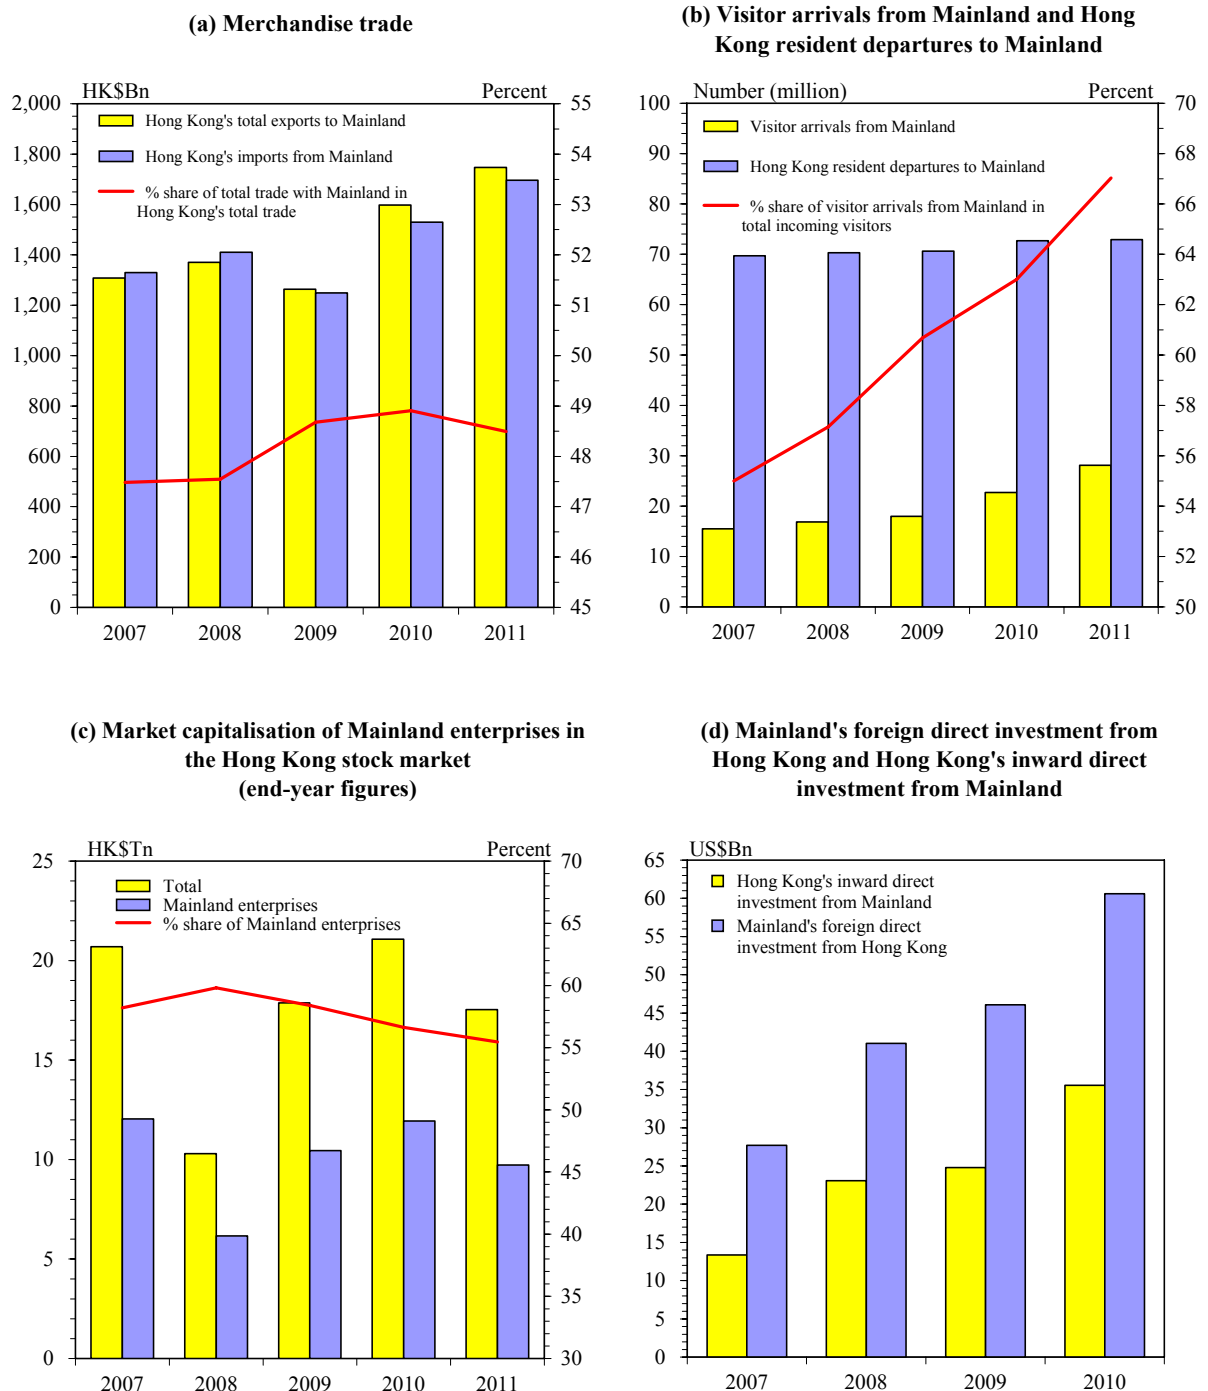 (a) Merchandise trade
HK$Bn
Percent
2,000
1,800
1,600
1,400
1,200
1,000
800
600
400
200
0
55
54
53
52
51
50
49
48
47
46
45
Hong Kong's total exports to Mainland
Hong Kong's imports from Mainland
% share of total trade with Mainland in
Hong Kong's total trade
2007
2008
2009
2010
2011
(b) Visitor arrivals from Mainland and Hong
Kong resident departures to Mainland
Number (million)
Percent
100
90
80
70
60
50
40
30
20
10
0
70
68
66
64
62
60
58
56
54
52
50
Visitor arrivals from Mainland
Hong Kong resident departures to Mainland
% share of visitor arrivals from Mainland in
total incoming visitors
2007
2008
2009
2010
2011
(c) Market capitalisation of Mainland enterprises in
the Hong Kong stock market
(end-year figures)
HK$Tn
Percent
25
20
15
10
5
0
70
65
60
55
50
45
40
35
30
Total
Mainland enterprises
% share of Mainland enterprises
2007
2008
2009
2010
2011
(d) Mainland's foreign direct investment from
Hong Kong and Hong Kong's inward direct
investment from Mainland
US$Bn
65
60
55
50
45
40
35
30
25
20
15
10
5
0
Hong Kong's inward direct
investment from Mainland
Mainland's foreign direct
investment from Hong Kong
2007
2008
2009
2010